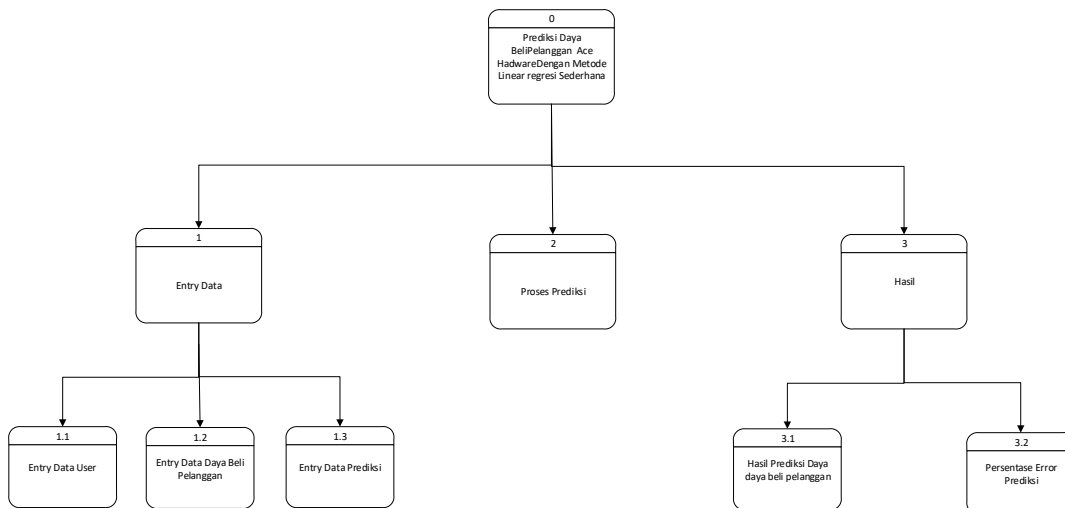 0
Prediksi Daya
BeliPelanggan Ace
HadwareDengan Metode
Linear regresi Sederhana
1
Entry Data
2
Proses Prediksi
3
Hasil
1.1
Entry Data User
1.2
Entry Data Daya Beli
Pelanggan
1.3
Entry Data Prediksi
3.1
Hasil Prediksi Daya
daya beli pelanggan
3.2
Persentase Error
Prediksi